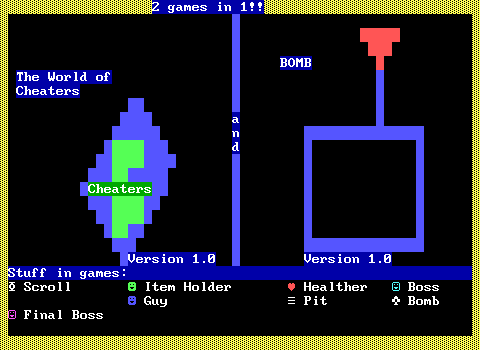 2 games in 1!!
The World of
Cheaters
BOMB
a
n
d
Cheaters
Version 1.0
Version 1.0
Stuff in games:
Scroll Item Holder Healther Boss
Guy Pit Bomb
Final Boss